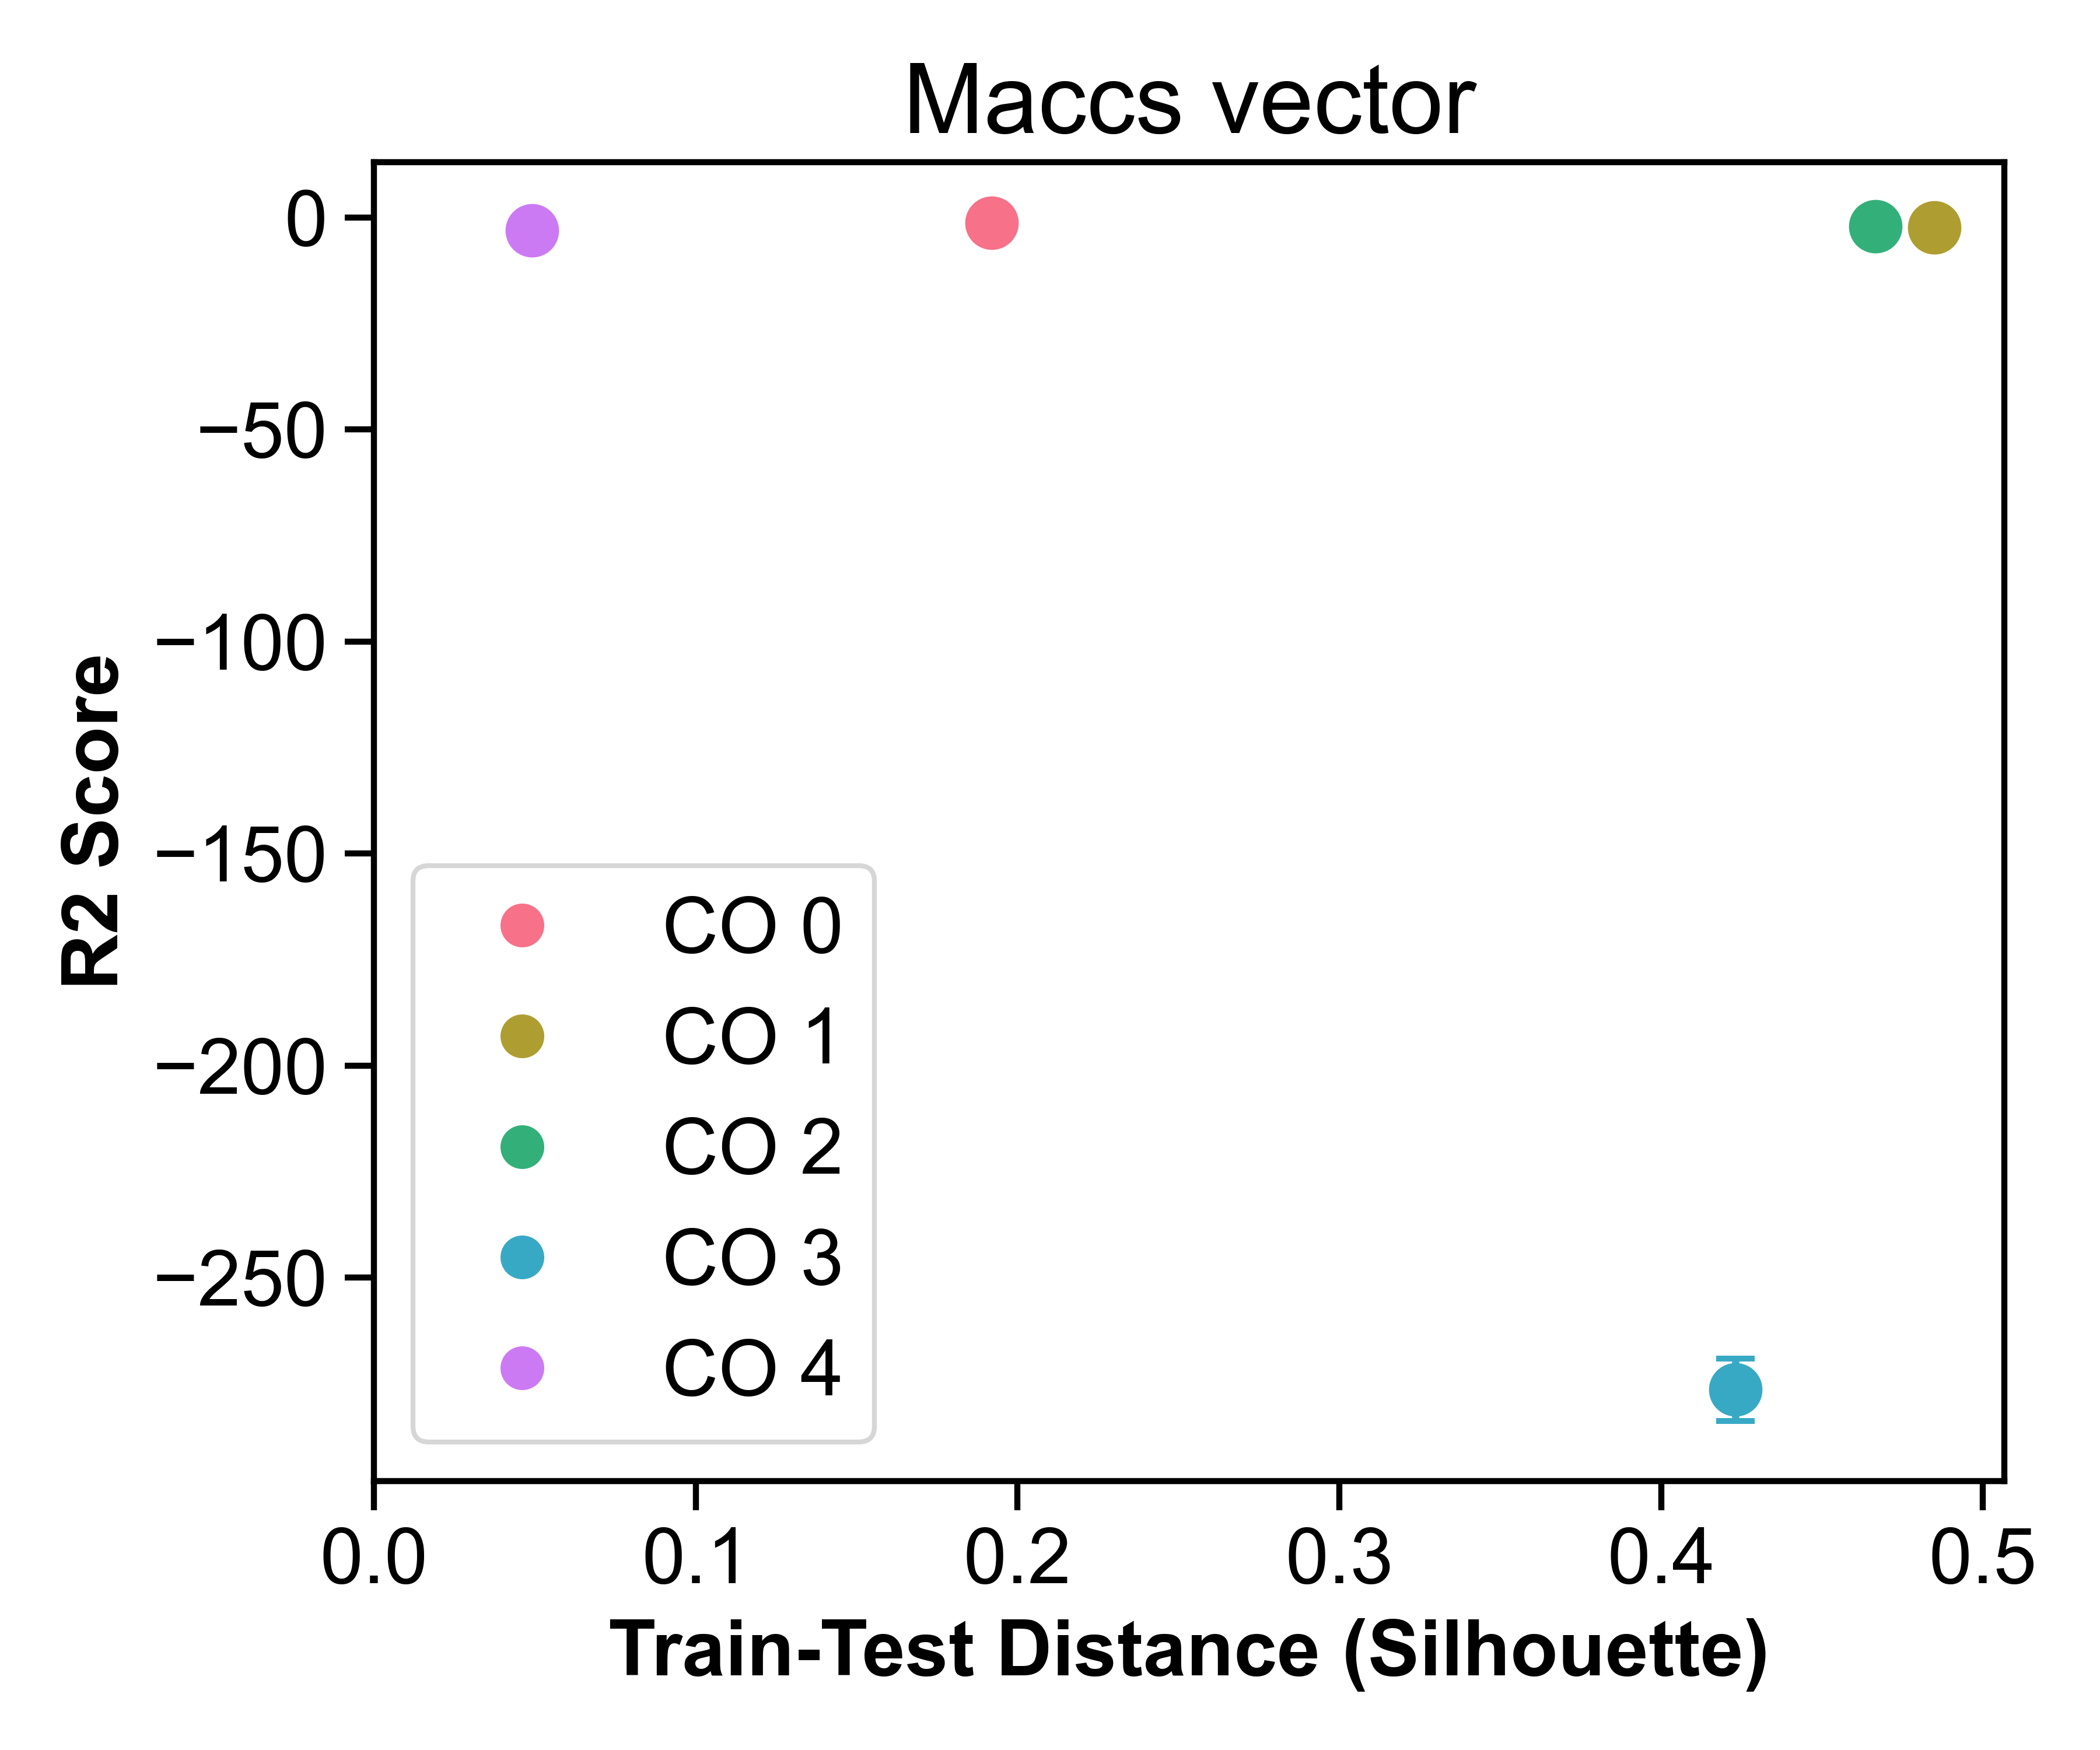 Maccs vector
0
−50
−100
−150
−200
−250
R2 Score
CO 0
CO 1
CO 2
CO 3
CO 4
0.0 0.1 0.2 0.3 0.4 0.5
Train-Test Distance (Silhouette)